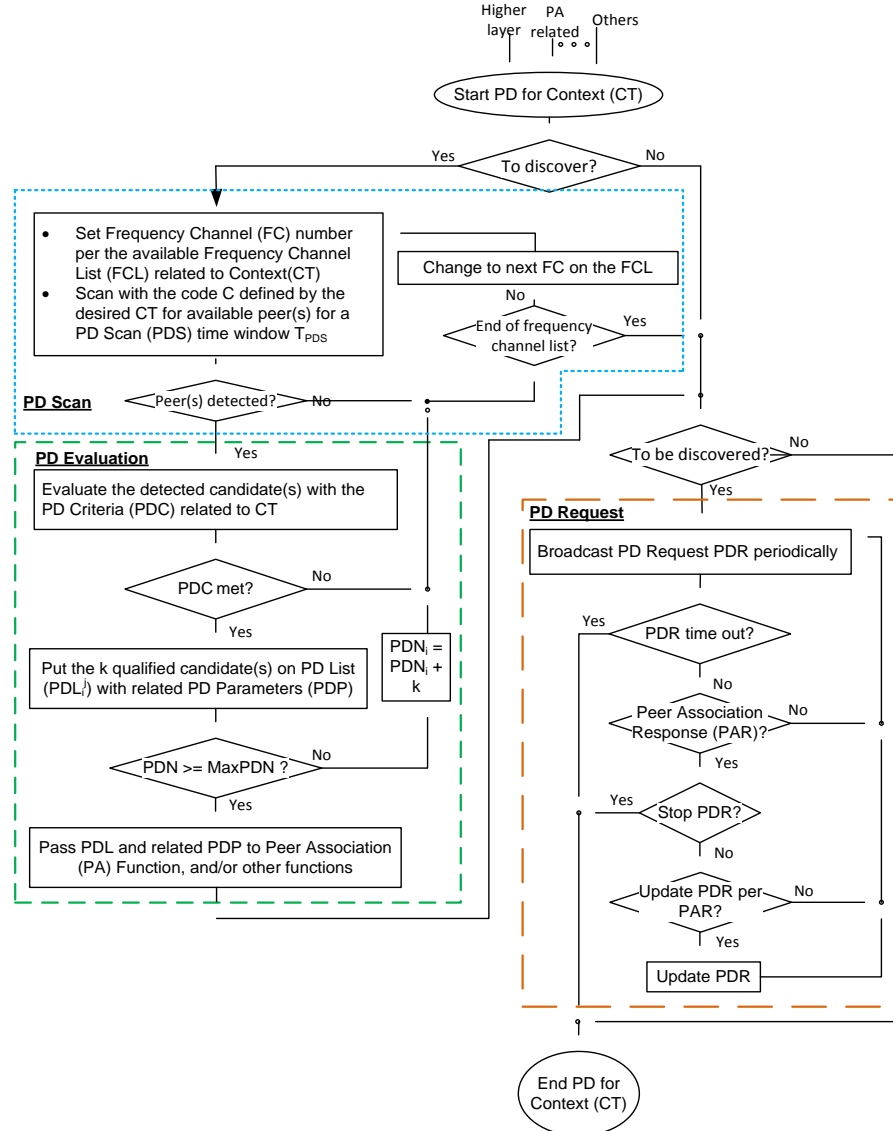 Higher
layer
PA
related
Others
Start PD for Context (CT)
Yes
To discover?
No
• Set Frequency Channel (FC) number
per the available Frequency Channel
List (FCL) related to Context(CT)
• Scan with the code C defined by the
desired CT for available peer(s) for a
PD Scan (PDS) time window TPDS
Change to next FC on the FCL
No
End of frequency
channel list?
Yes
PD Scan
Peer(s) detected?
No
Yes
PD Evaluation
Evaluate the detected candidate(s) with the
PD Criteria (PDC) related to CT
PDC met?
No
Yes
PDNi =
PDNi +
k
Put the k qualified candidate(s) on PD List
(PDLij) with related PD Parameters (PDP)
PDN >= MaxPDN ?
No
Yes
Pass PDL and related PDP to Peer Association
(PA) Function, and/or other functions
To be discovered?
No
Yes
PD Request
Broadcast PD Request PDR periodically
Yes
PDR time out?
No
Peer Association
Response (PAR)?
No
Yes
Yes
Stop PDR?
No
Update PDR per
PAR?
No
Yes
Update PDR
End PD for
Context (CT)